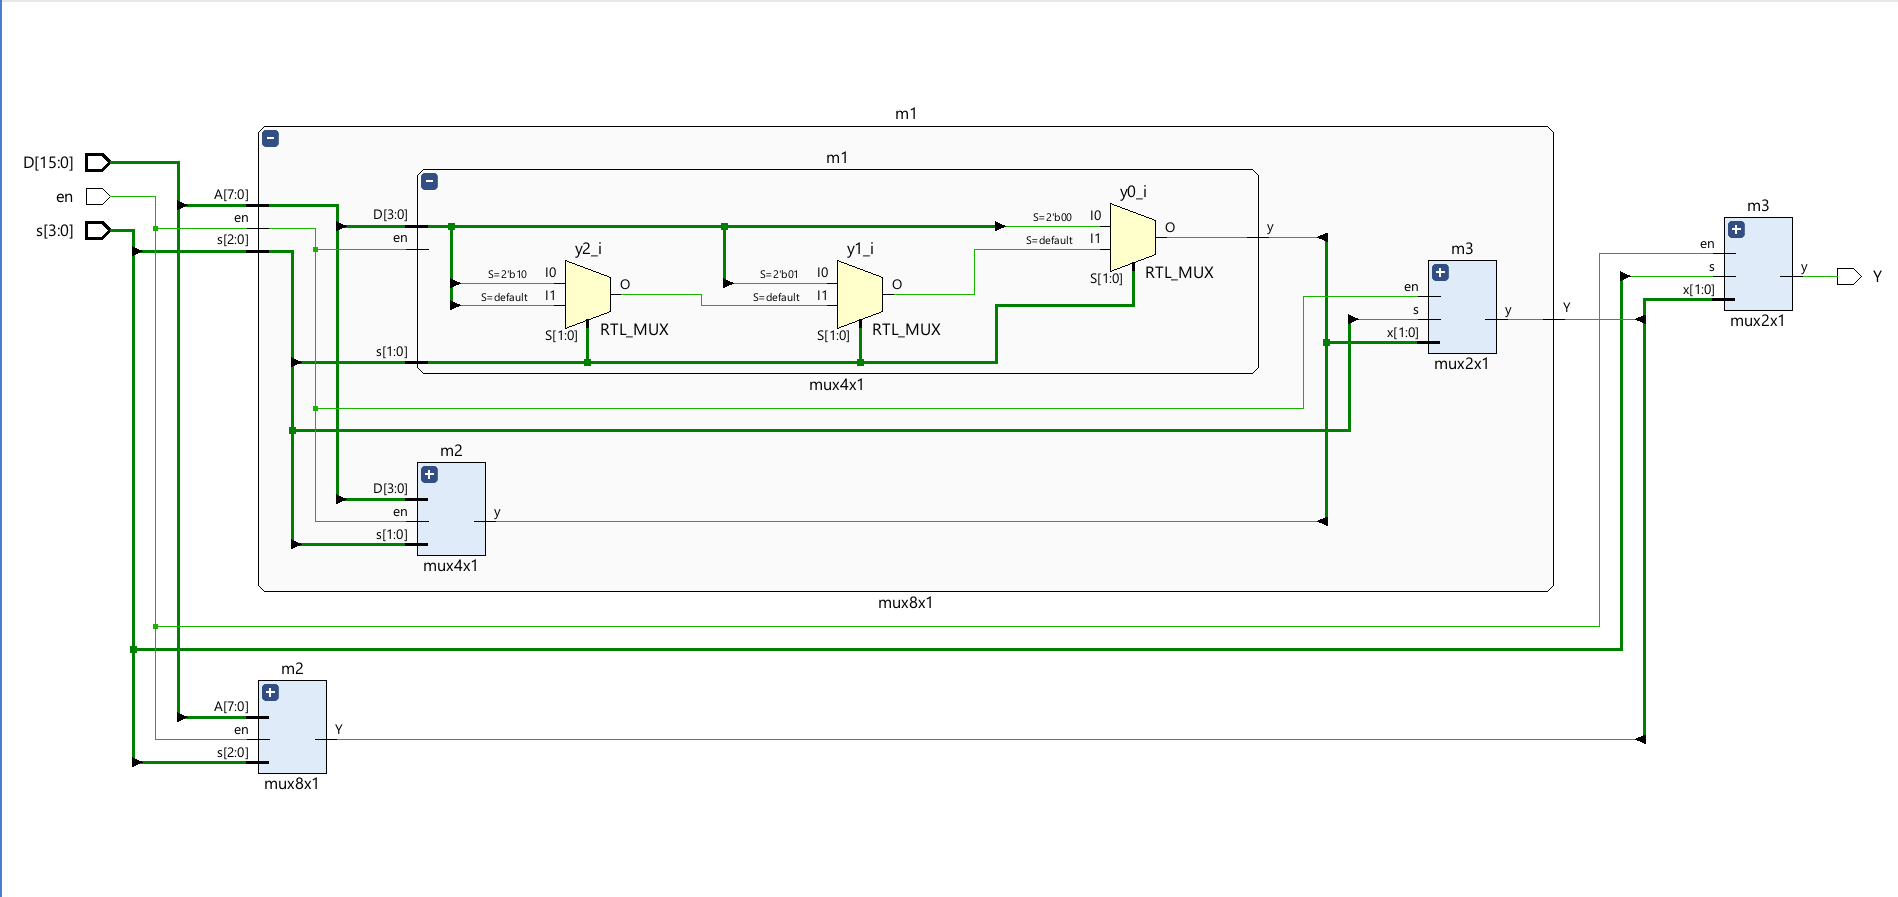 m1
m1
D[15:0]
en
s[3:0]
A[7:0]
en
s[2:0]
D[3:0]
en
s[1:0]
y2_i
S=2'b10
I0
S=default
I1
S[1:0]
O
RTL_MUX
y1_i
S=2'b01
I0
S=default
I1
S[1:0]
O
RTL_MUX
y0_i
S=2'b00
I0
S=default
I1
S[1:0]
O
RTL_MUX
y
mux4x1
m3
en
s
x[1:0]
y
mux2x1
Y
m3
en
s
x[1:0]
y
mux2x1
Y
m2
D[3:0]
en
s[1:0]
y
mux4x1
mux8x1
m2
A[7:0]
en
s[2:0]
Y
mux8x1